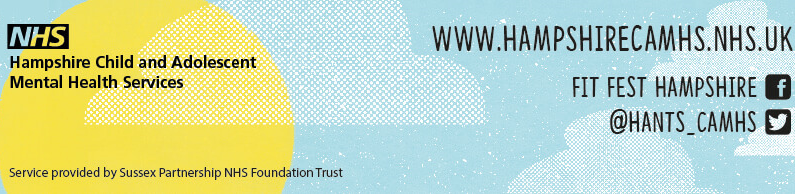 NHS
Hampshire Child and Adolescent
Mental Health Services
WWW.HAMPSHIRECAMHS.NHS.UK
FIT FEST HAMPSHIRE
@HANTS_CAMHS
Service provided by Sussex Partnership NHS Foundation Trust